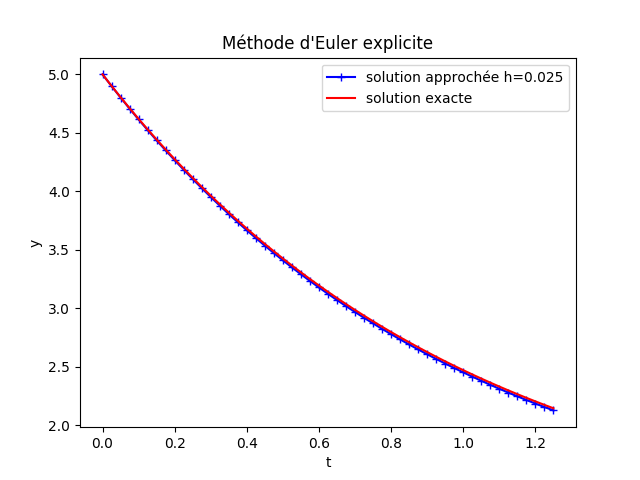 Méthode d'Euler explicite
solution approchée h=0.025
solution exacte
y
5.0
4.5
4.0
3.5
3.0
2.5
2.0
0.0 0.2 0.4 0.6 0.8 1.0 1.2
t